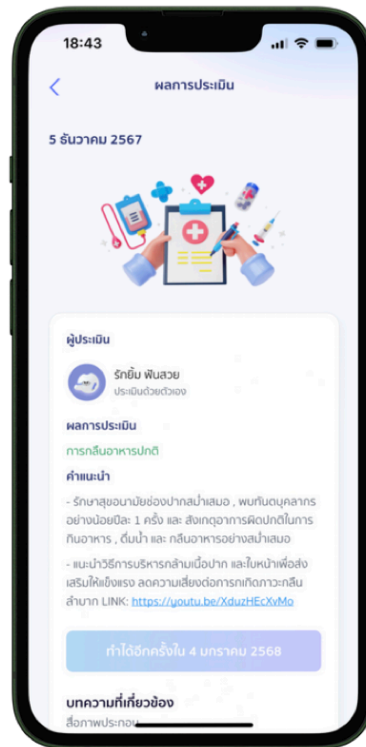 18:43
ผลการประเมิน
5 ธันวาคม 2567
ผู้ประเมิน
รักยิ้ม ฟันสวย
ประเมินด้วยตัวเอง
ผลการประเมิน
การกลืนอาหารปกติ
คำแนะนำ
- รักษาสุขอนามัยช่องปากสม่ำเสมอ , พบทันตบุคลากร
อย่างน้อยปีละ 1 ครั้ง และ สังเกตุอาการผิดปกติในการ
กินอาหาร , ดื่มน้ำ และ กลืนอาหารอย่างสม่ำเสมอ
- แนะนำวิธีการบริหารกล้ามเนื้อปาก และใบหน้าเพื่อส่ง
เสริมให้แข็งแรง ลดความเสี่ยงต่อการเกิดภาวะกลืน
ลำบาก LINK: https://youtu.be/XduzHEcXvMo
ทำได้อีกครั้งใน 4 มกราคม 2568
บทความที่เกี่ยวข้อง
สื่อภาพประกอบ